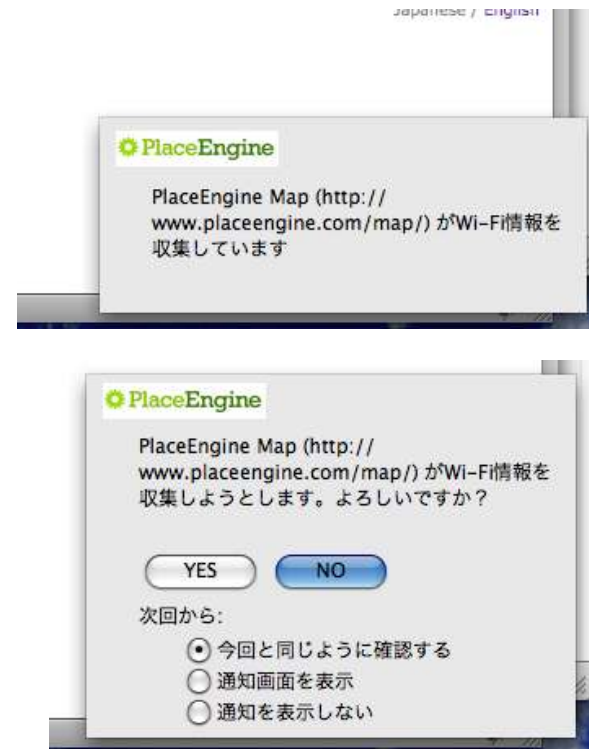 Japanese / English
PlaceEngine
PlaceEngine Map (http://
www.placeengine.com/map/) がWi-Fi情報を
収集しています
PlaceEngine
PlaceEngine Map (http://
www.placeengine.com/map/) がWi-Fi情報を
収集しようとします。よろしいですか？
YES NO
次回から:
今回と同じように確認する
通知画面を表示
通知を表示しない